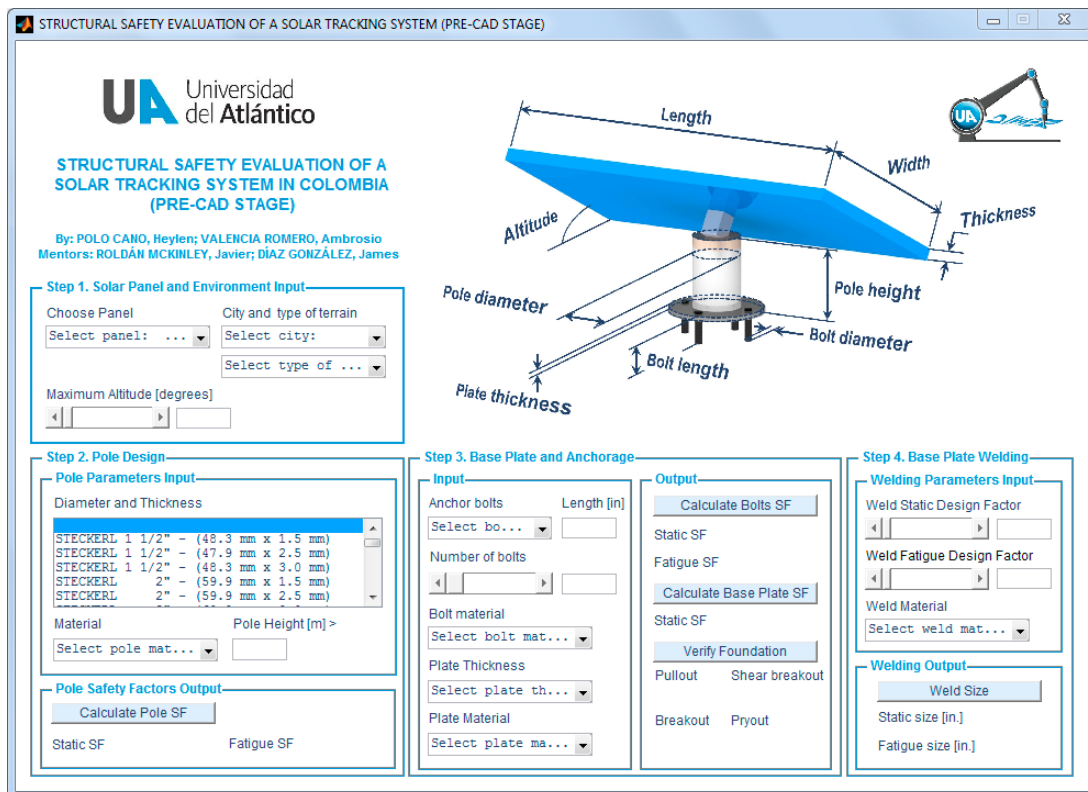 STRUCTURAL SAFETY EVALUATION OF A SOLAR TRACKING SYSTEM (PRE-CAD STAGE)
UA Universidad
del Atlántico
STRUCTURAL SAFETY EVALUATION OF A
SOLAR TRACKING SYSTEM IN COLOMBIA
(PRE-CAD STAGE)
By: POLO CANO, Heylen; VALENCIA ROMERO, Ambrosio
Mentors: ROLDÁN MCKINLEY, Javier; DÍAZ GONZÁLEZ, James
Length
Width
Thickness
Altitude
Pole diameter
Pole height
Bolt diameter
Bolt length
Plate thickness
UA
Step 1. Solar Panel and Environment Input
Choose Panel
Select panel: ...
City and type of terrain
Select city:
Select type of ...
Maximum Altitude [degrees]
Step 2. Pole Design
Pole Parameters Input
Diameter and Thickness
STECKERL 1 1/2" - (48.3 mm x 1.5 mm)
STECKERL 1 1/2" - (47.9 mm x 2.5 mm)
STECKERL 1 1/2" - (48.3 mm x 3.0 mm)
STECKERL 2" - (59.9 mm x 1.5 mm)
STECKERL 2" - (59.9 mm x 2.5 mm)
Material
Select pole mat...
Pole Height [m] >
Pole Safety Factors Output
Calculate Pole SF
Static SF
Fatigue SF
Step 3. Base Plate and Anchorage
Input
Anchor bolts
Select bo...
Length [in]
Number of bolts
Bolt material
Select bolt mat...
Plate Thickness
Select plate th...
Plate Material
Select plate ma...
Output
Calculate Bolts SF
Static SF
Fatigue SF
Calculate Base Plate SF
Static SF
Verify Foundation
Pullout
Shear breakout
Breakout
Pryout
Step 4. Base Plate Welding
Welding Parameters Input
Weld Static Design Factor
Weld Fatigue Design Factor
Weld Material
Select weld mat...
Welding Output
Weld Size
Static size [in.]
Fatigue size [in.]